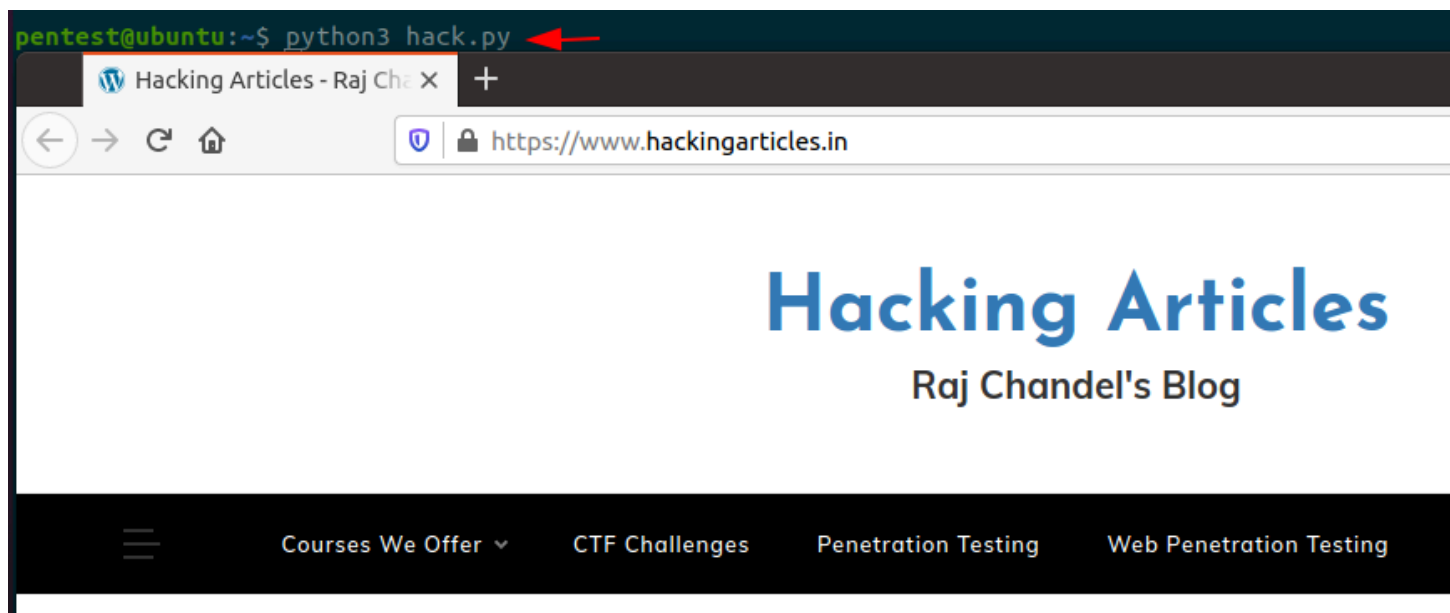 pentest@ubuntu:~$ python3 hack.py
Hacking Articles - Raj Cha
https://www.hackingarticles.in
Hacking Articles
Raj Chandel's Blog
Courses We Offer CTF Challenges Penetration Testing Web Penetration Testing